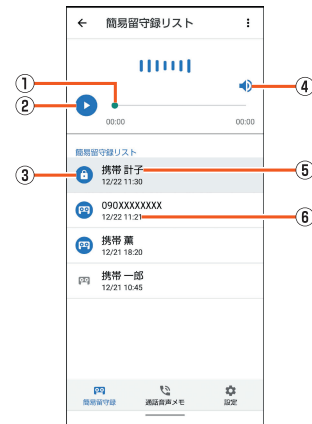 簡易留守録リスト
①
②
④
00:00
00:00
簡易留守録リスト
③
携帯 計子
12/22 11:30
⑤
090XXXXXXXX
12/22 11:21
⑥
携帯 薫
12/21 18:20
携帯 一郎
12/21 10:45
簡易留守録
通話音声メモ
設定